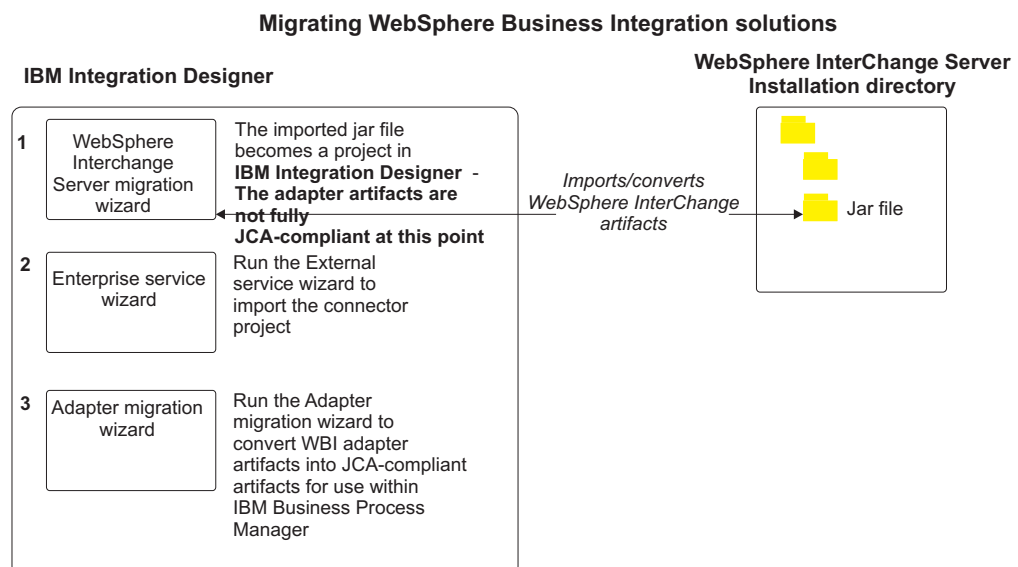 Migrating WebSphere Business Integration solutions
IBM Integration Designer
WebSphere InterChange Server
Installation directory
1
WebSphere
Interchange
Server migration
wizard
The imported jar file
becomes a project in
IBM Integration Designer -
The adapter artifacts are
not fully
JCA-compliant at this point
Imports/converts
WebSphere InterChange
artifacts
Jar file
2
Enterprise service
wizard
Run the External
service wizard to
import the connector
project
3
Adapter migration
wizard
Run the Adapter
migration wizard to
convert WBI adapter
artifacts into JCA-compliant
artifacts for use within
IBM Business Process
Manager